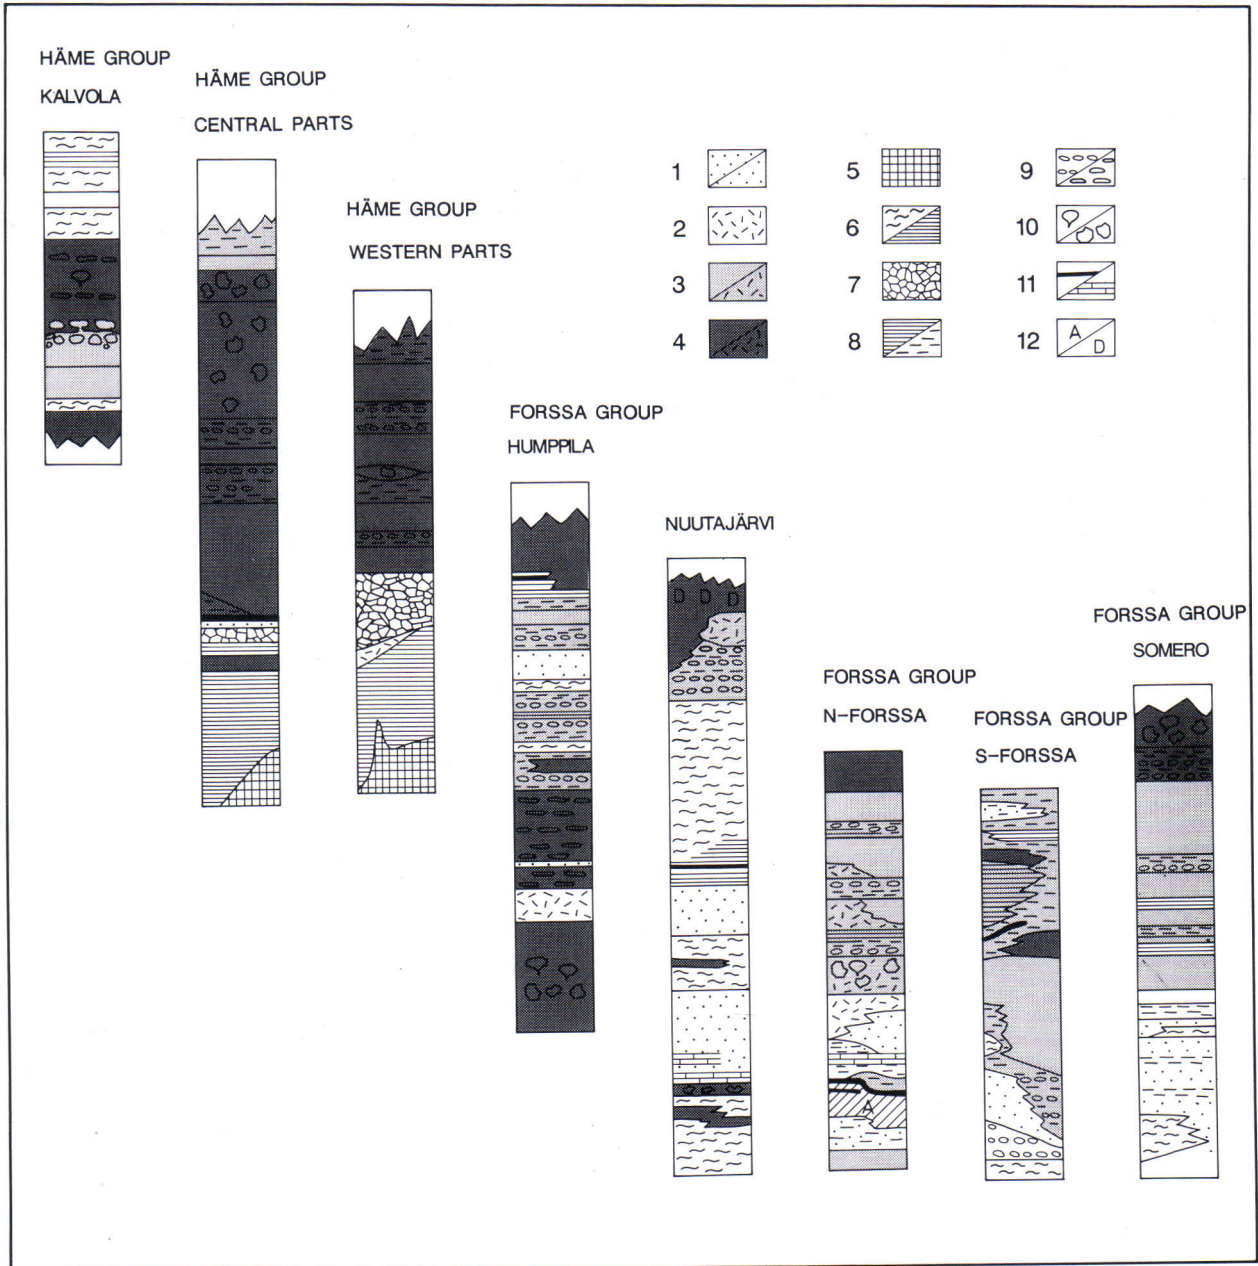 HÄME GROUP
KALVOLA
HÄME GROUP
CENTRAL PARTS
HÄME GROUP
WESTERN PARTS
1
2
3
4
5
6
7
8
9
10
11
12
A
D
FORSSA GROUP
HUMPPILA
NUUTAJÄRVI
D D D
FORSSA GROUP
N-FORSSA
A
FORSSA GROUP
S-FORSSA
FORSSA GROUP
SOMERO